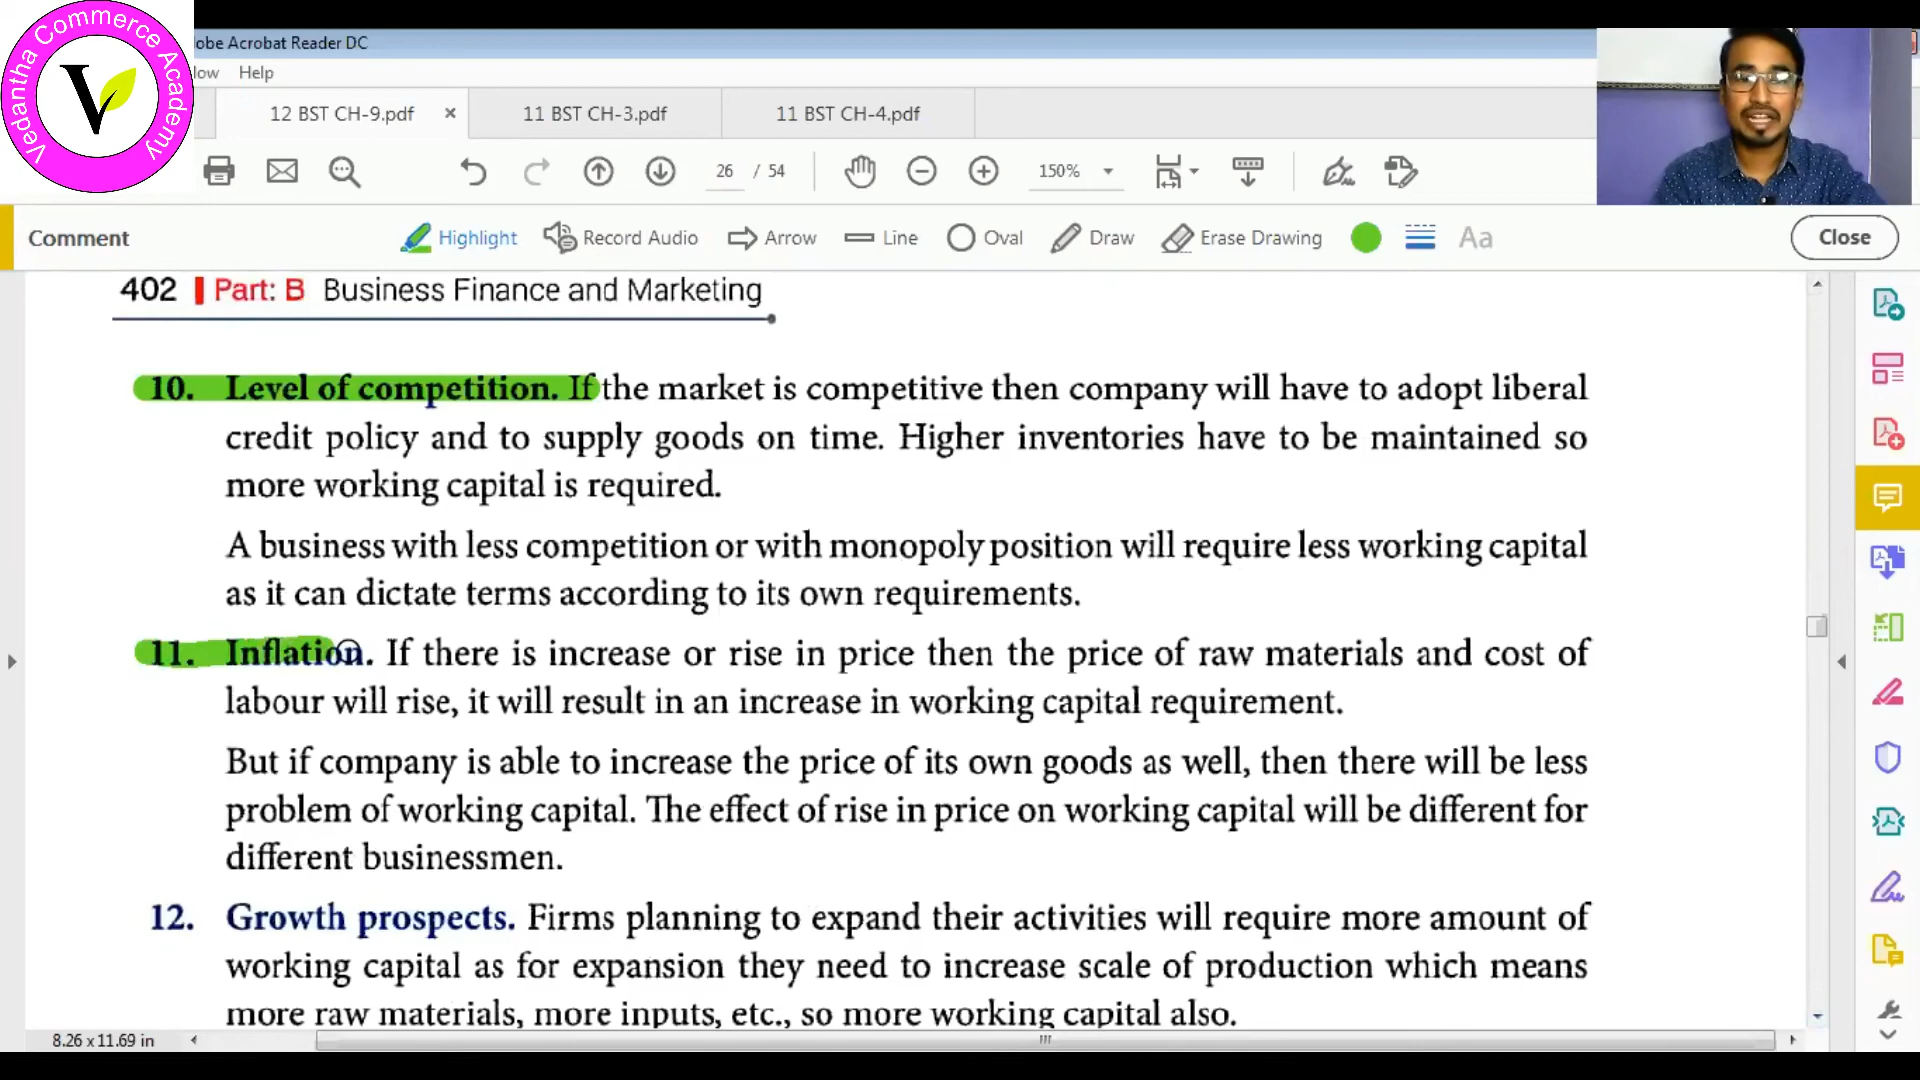 Vedantha Commerce Academy
V
obe Acrobat Reader DC
low Help
12 BST CH-9.pdf × 11 BST CH-3.pdf 11 BST CH-4.pdf
26 / 54 150%
Comment Highlight Record Audio Arrow Line Oval Draw Erase Drawing Aa Close
402 Part: B Business Finance and Marketing
10. Level of competition. If the market is competitive then company will have to adopt liberal
credit policy and to supply goods on time. Higher inventories have to be maintained so
more working capital is required.
A business with less competition or with monopoly position will require less working capital
as it can dictate terms according to its own requirements.
11. Inflation. If there is increase or rise in price then the price of raw materials and cost of
labour will rise, it will result in an increase in working capital requirement.
But if company is able to increase the price of its own goods as well, then there will be less
problem of working capital. The effect of rise in price on working capital will be different for
different businessmen.
12. Growth prospects. Firms planning to expand their activities will require more amount of
working capital as for expansion they need to increase scale of production which means
more raw materials, more inputs, etc., so more working capital also.
8.26 x 11.69 in